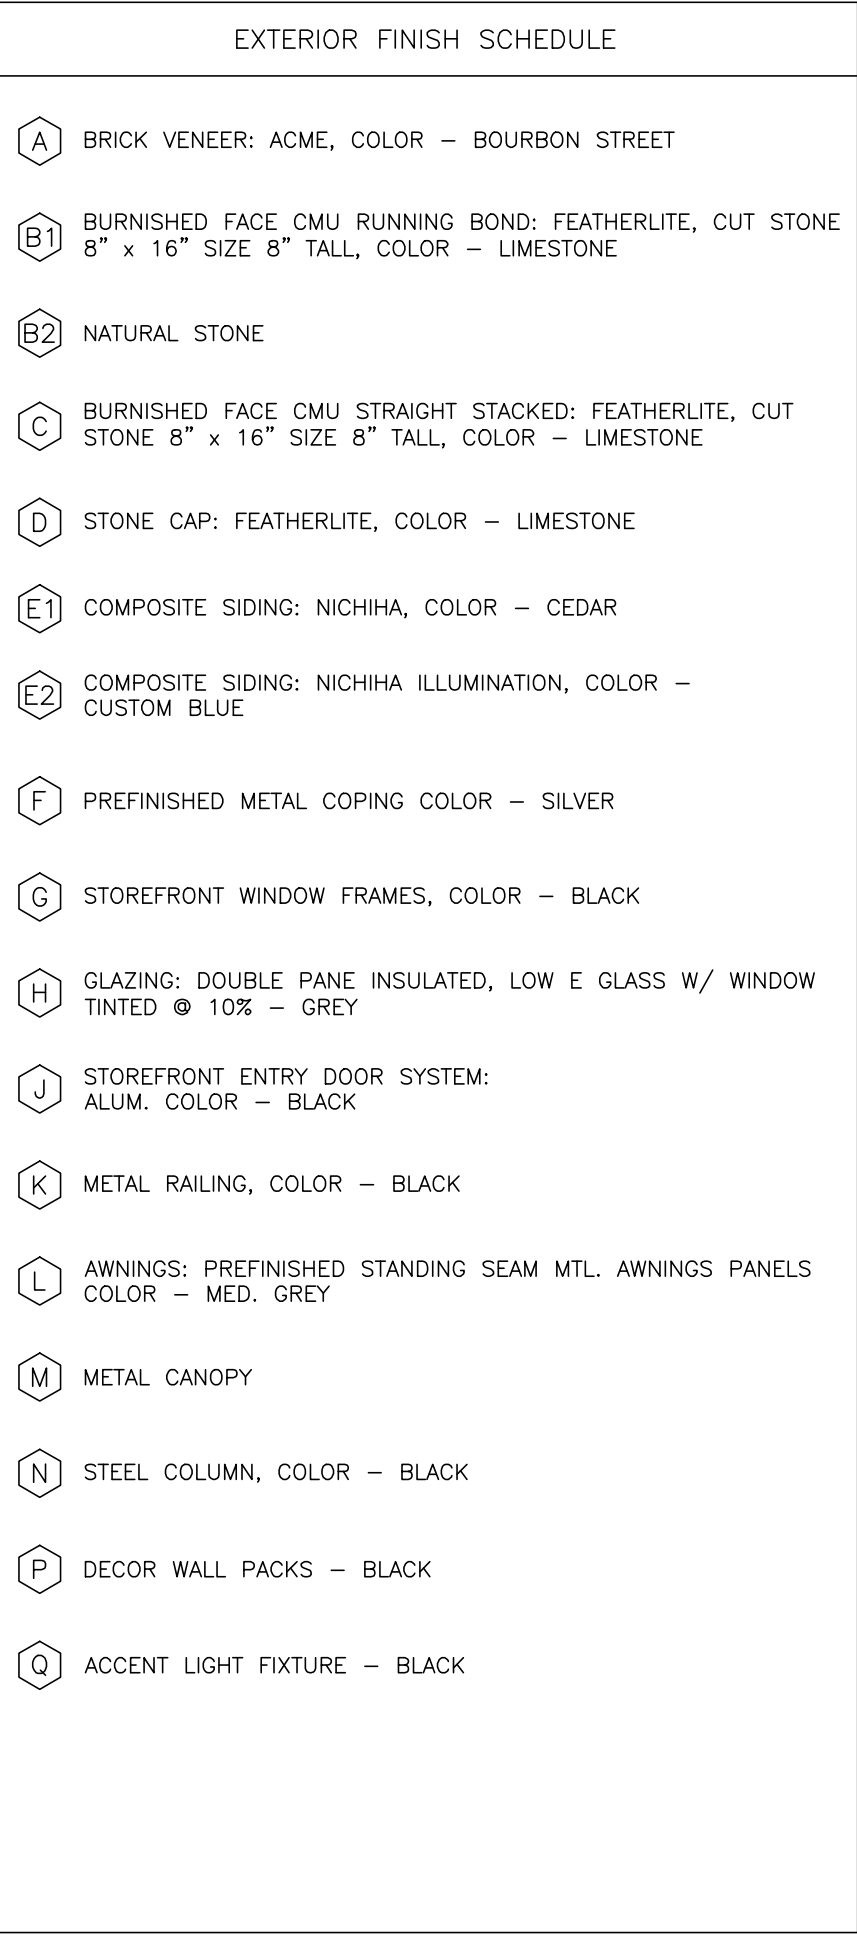 EXTERIOR FINISH SCHEDULE
A BRICK VENEER: ACME, COLOR – BOURBON STREET
B1 BURNISHED FACE CMU RUNNING BOND: FEATHERLITE, CUT STONE
8" x 16" SIZE 8" TALL, COLOR – LIMESTONE
B2 NATURAL STONE
C BURNISHED FACE CMU STRAIGHT STACKED: FEATHERLITE, CUT
STONE 8" x 16" SIZE 8" TALL, COLOR – LIMESTONE
D STONE CAP: FEATHERLITE, COLOR – LIMESTONE
E1 COMPOSITE SIDING: NICHIHA, COLOR – CEDAR
E2 COMPOSITE SIDING: NICHIHA ILLUMINATION, COLOR –
CUSTOM BLUE
F PREFINISHED METAL COPING COLOR – SILVER
G STOREFRONT WINDOW FRAMES, COLOR – BLACK
H GLAZING: DOUBLE PANE INSULATED, LOW E GLASS W/ WINDOW
TINTED @ 10% – GREY
J STOREFRONT ENTRY DOOR SYSTEM:
ALUM. COLOR – BLACK
K METAL RAILING, COLOR – BLACK
L AWNINGS: PREFINISHED STANDING SEAM MTL. AWNINGS PANELS
COLOR – MED. GREY
M METAL CANOPY
N STEEL COLUMN, COLOR – BLACK
P DECOR WALL PACKS – BLACK
Q ACCENT LIGHT FIXTURE – BLACK